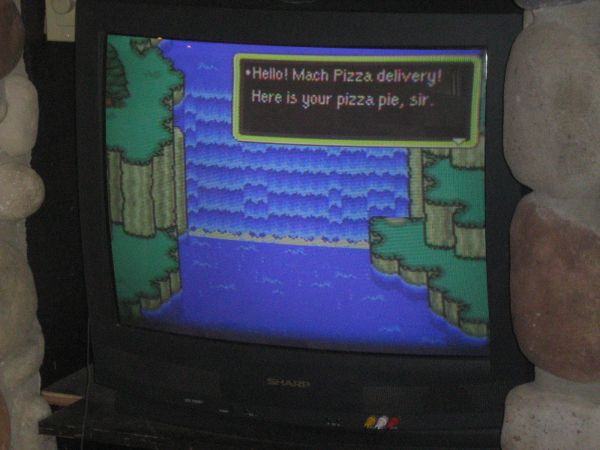 •Hello! Mach Pizza delivery!
Here is your pizza pie, sir.
SHARP